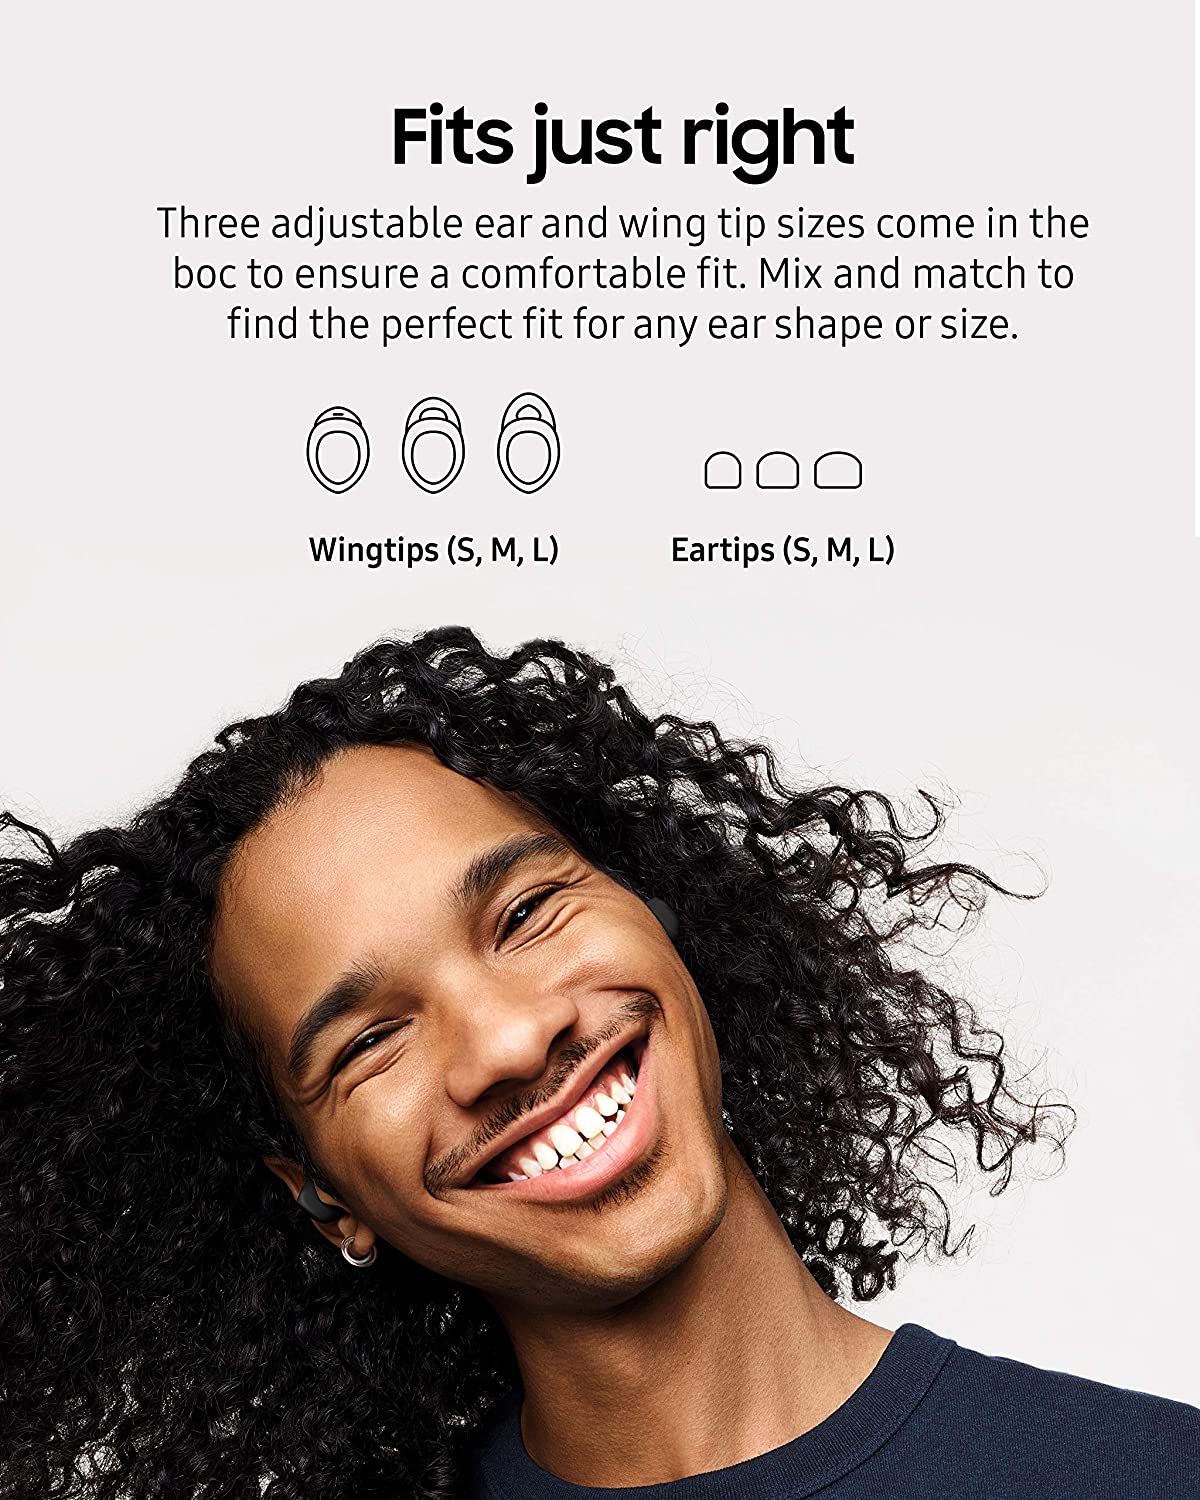 Fits just right
Three adjustable ear and wing tip sizes come in the
boc to ensure a comfortable fit. Mix and match to
find the perfect fit for any ear shape or size.
Wingtips (S, M, L) Eartips (S, M, L)